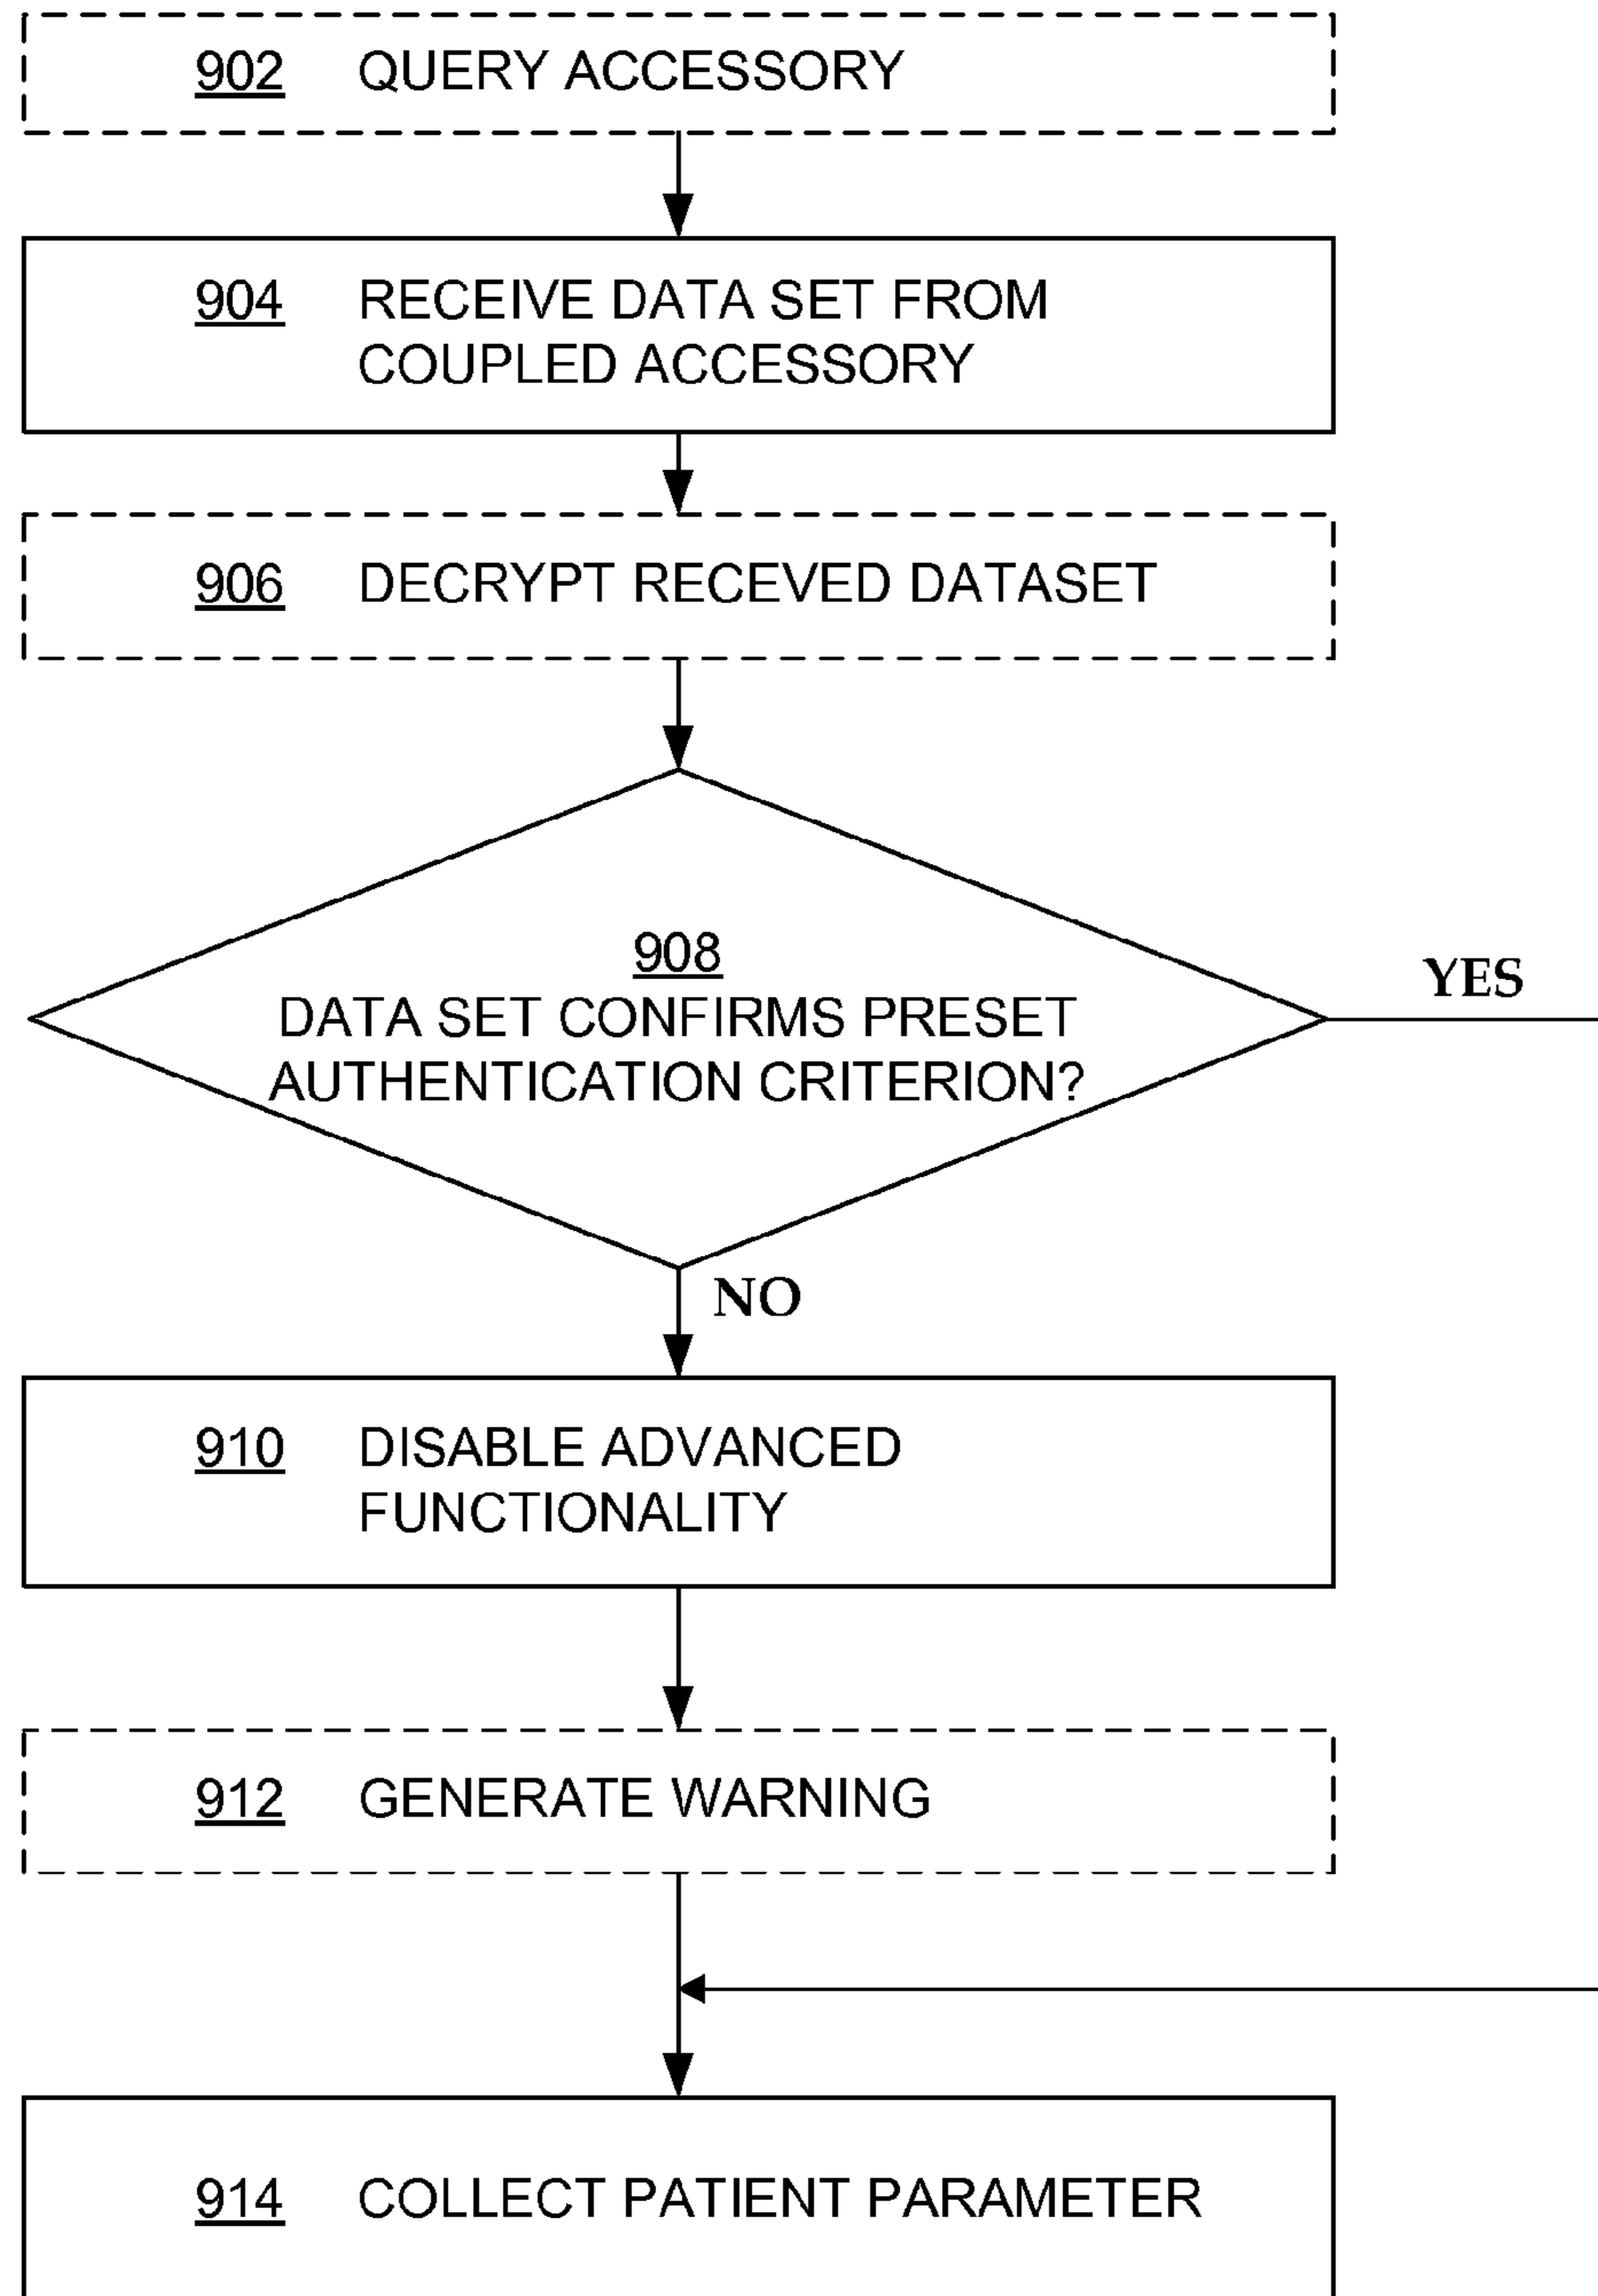 902 QUERY ACCESSORY
904 RECEIVE DATA SET FROM
COUPLED ACCESSORY
906 DECRYPT RECEVED DATASET
908
DATA SET CONFIRMS PRESET
AUTHENTICATION CRITERION?
YES
NO
910 DISABLE ADVANCED
FUNCTIONALITY
912 GENERATE WARNING
914 COLLECT PATIENT PARAMETER